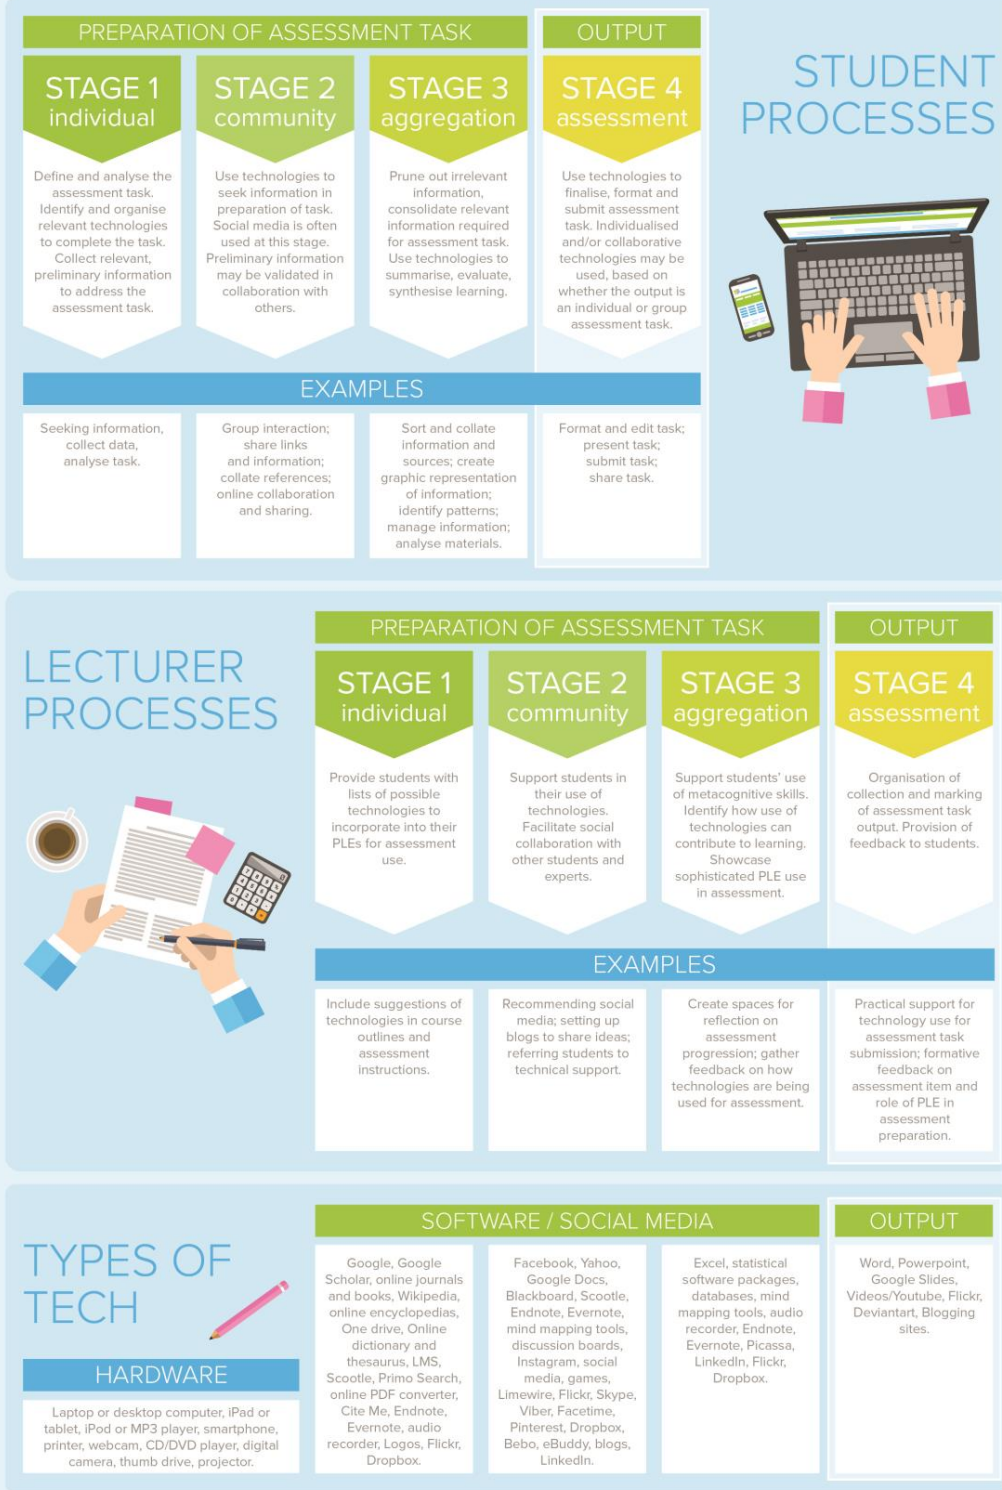 PREPARATION OF ASSESSMENT TASK
OUTPUT
STUDENT
PROCESSES
STAGE 1
individual
Define and analyse the
assessment task.
Identify and organise
relevant technologies
to complete the task.
Collect relevant,
preliminary information
to address the
assessment task.
STAGE 2
community
Use technologies to
seek information in
preparation of task.
Social media is often
used at this stage.
Preliminary information
may be validated in
collaboration with
others.
STAGE 3
aggregation
Prune out irrelevant
information,
consolidate relevant
information required
for assessment task.
Use technologies to
summarise, evaluate,
synthesise learning.
STAGE 4
assessment
Use technologies to
finalise, format and
submit assessment
task. Individualised
and/or collaborative
technologies may be
used, based on
whether the output is
an individual or group
assessment task.
EXAMPLES
Seeking information,
collect data,
analyse task.
Group interaction;
share links
and information;
collate references;
online collaboration
and sharing.
Sort and collate
information and
sources; create
graphic representation
of information;
identify patterns;
manage information;
analyse materials.
Format and edit task;
present task;
submit task;
share task.
LECTURER
PROCESSES
PREPARATION OF ASSESSMENT TASK
OUTPUT
STAGE 1
individual
Provide students with
lists of possible
technologies to
incorporate into their
PLEs for assessment
use.
STAGE 2
community
Support students in
their use of
technologies.
Facilitate social
collaboration with
other students and
experts.
STAGE 3
aggregation
Support students' use
of metacognitive skills.
Identify how use of
technologies can
contribute to learning.
Showcase
sophisticated PLE use
in assessment.
STAGE 4
assessment
Organisation of
collection and marking
of assessment task
output. Provision of
feedback to students.
EXAMPLES
Include suggestions of
technologies in course
outlines and
assessment
instructions.
Recommending social
media; setting up
blogs to share ideas;
referring students to
technical support.
Create spaces for
reflection on
assessment
progression; gather
feedback on how
technologies are being
used for assessment.
Practical support for
technology use for
assessment task
submission; formative
feedback on
assessment item and
role of PLE in
assessment
preparation.
TYPES OF
TECH
HARDWARE
Laptop or desktop computer, iPad or
tablet, iPod or MP3 player, smartphone,
printer, webcam, CD/DVD player, digital
camera, thumb drive, projector.
SOFTWARE / SOCIAL MEDIA
OUTPUT
Google, Google
Scholar, online journals
and books, Wikipedia,
online encyclopedias,
One drive, Online
dictionary and
thesaurus, LMS,
Scootle, Primo Search,
online PDF converter,
Cite Me, Endnote,
Evernote, audio
recorder, Logos, Flickr,
Dropbox.
Facebook, Yahoo,
Google Docs,
Blackboard, Scootle,
Endnote, Evernote,
mind mapping tools,
discussion boards,
Instagram, social
media, games,
Limewire, Flickr, Skype,
Viber, Facetime,
Pinterest, Dropbox,
Bebo, eBuddy, blogs,
LinkedIn.
Excel, statistical
software packages,
databases, mind
mapping tools, audio
recorder, Endnote,
Evernote, Picassa,
LinkedIn, Flickr,
Dropbox.
Word, Powerpoint,
Google Slides,
Videos/Youtube, Flickr,
Deviantart, Blogging
sites.